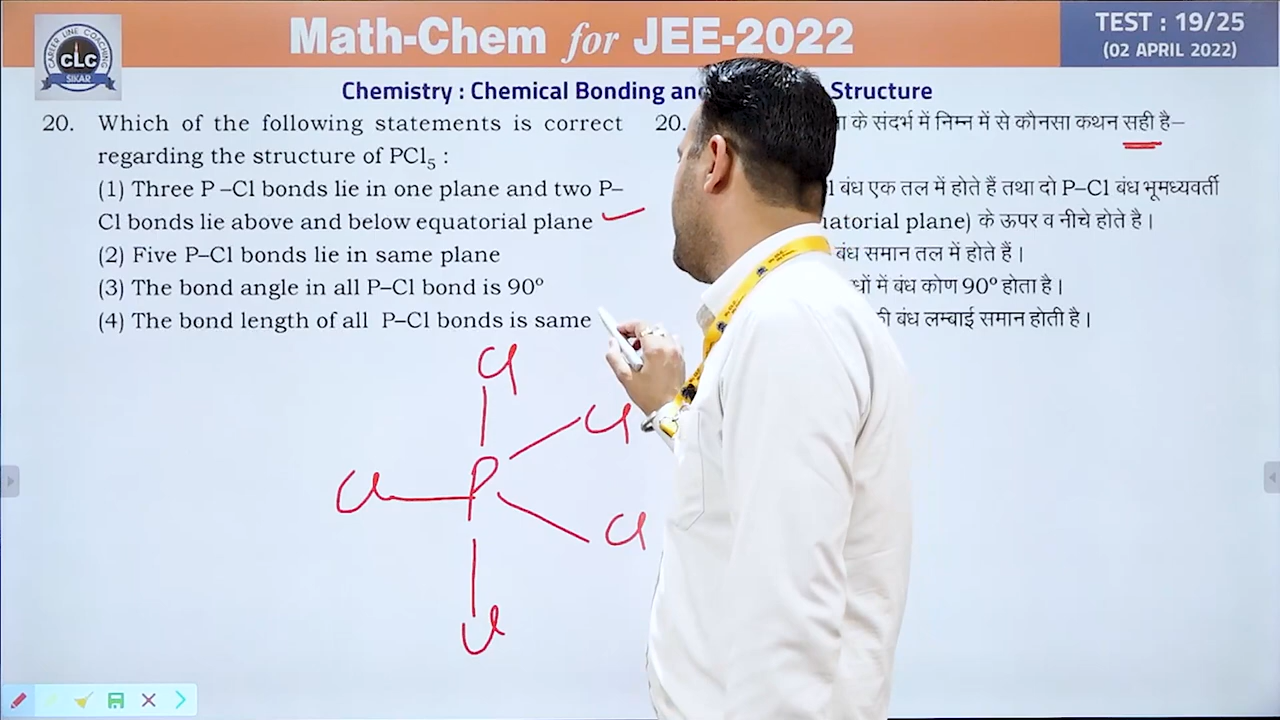 Math-Chem for JEE-2022
TEST : 19/25
(02 APRIL 2022)
CAREER LINE COACHING
CLC
SIKAR
Chemistry : Chemical Bonding and Structure
20. Which of the following statements is correct
regarding the structure of PCl5 :
(1) Three P –Cl bonds lie in one plane and two P–
Cl bonds lie above and below equatorial plane
(2) Five P–Cl bonds lie in same plane
(3) The bond angle in all P–Cl bond is 90º
(4) The bond length of all P–Cl bonds is same
20. के संदर्भ में निम्न में से कौनसा कथन सही है–
बंध एक तल में होते हैं तथा दो P–Cl बंध भूमध्यवर्ती
plane) के ऊपर व नीचे होते है।
बंध समान तल में होते हैं।
में बंध कोण 90º होता है।
बंध लम्बाई समान होती है।
Cl
Cl
Cl P
Cl
Cl